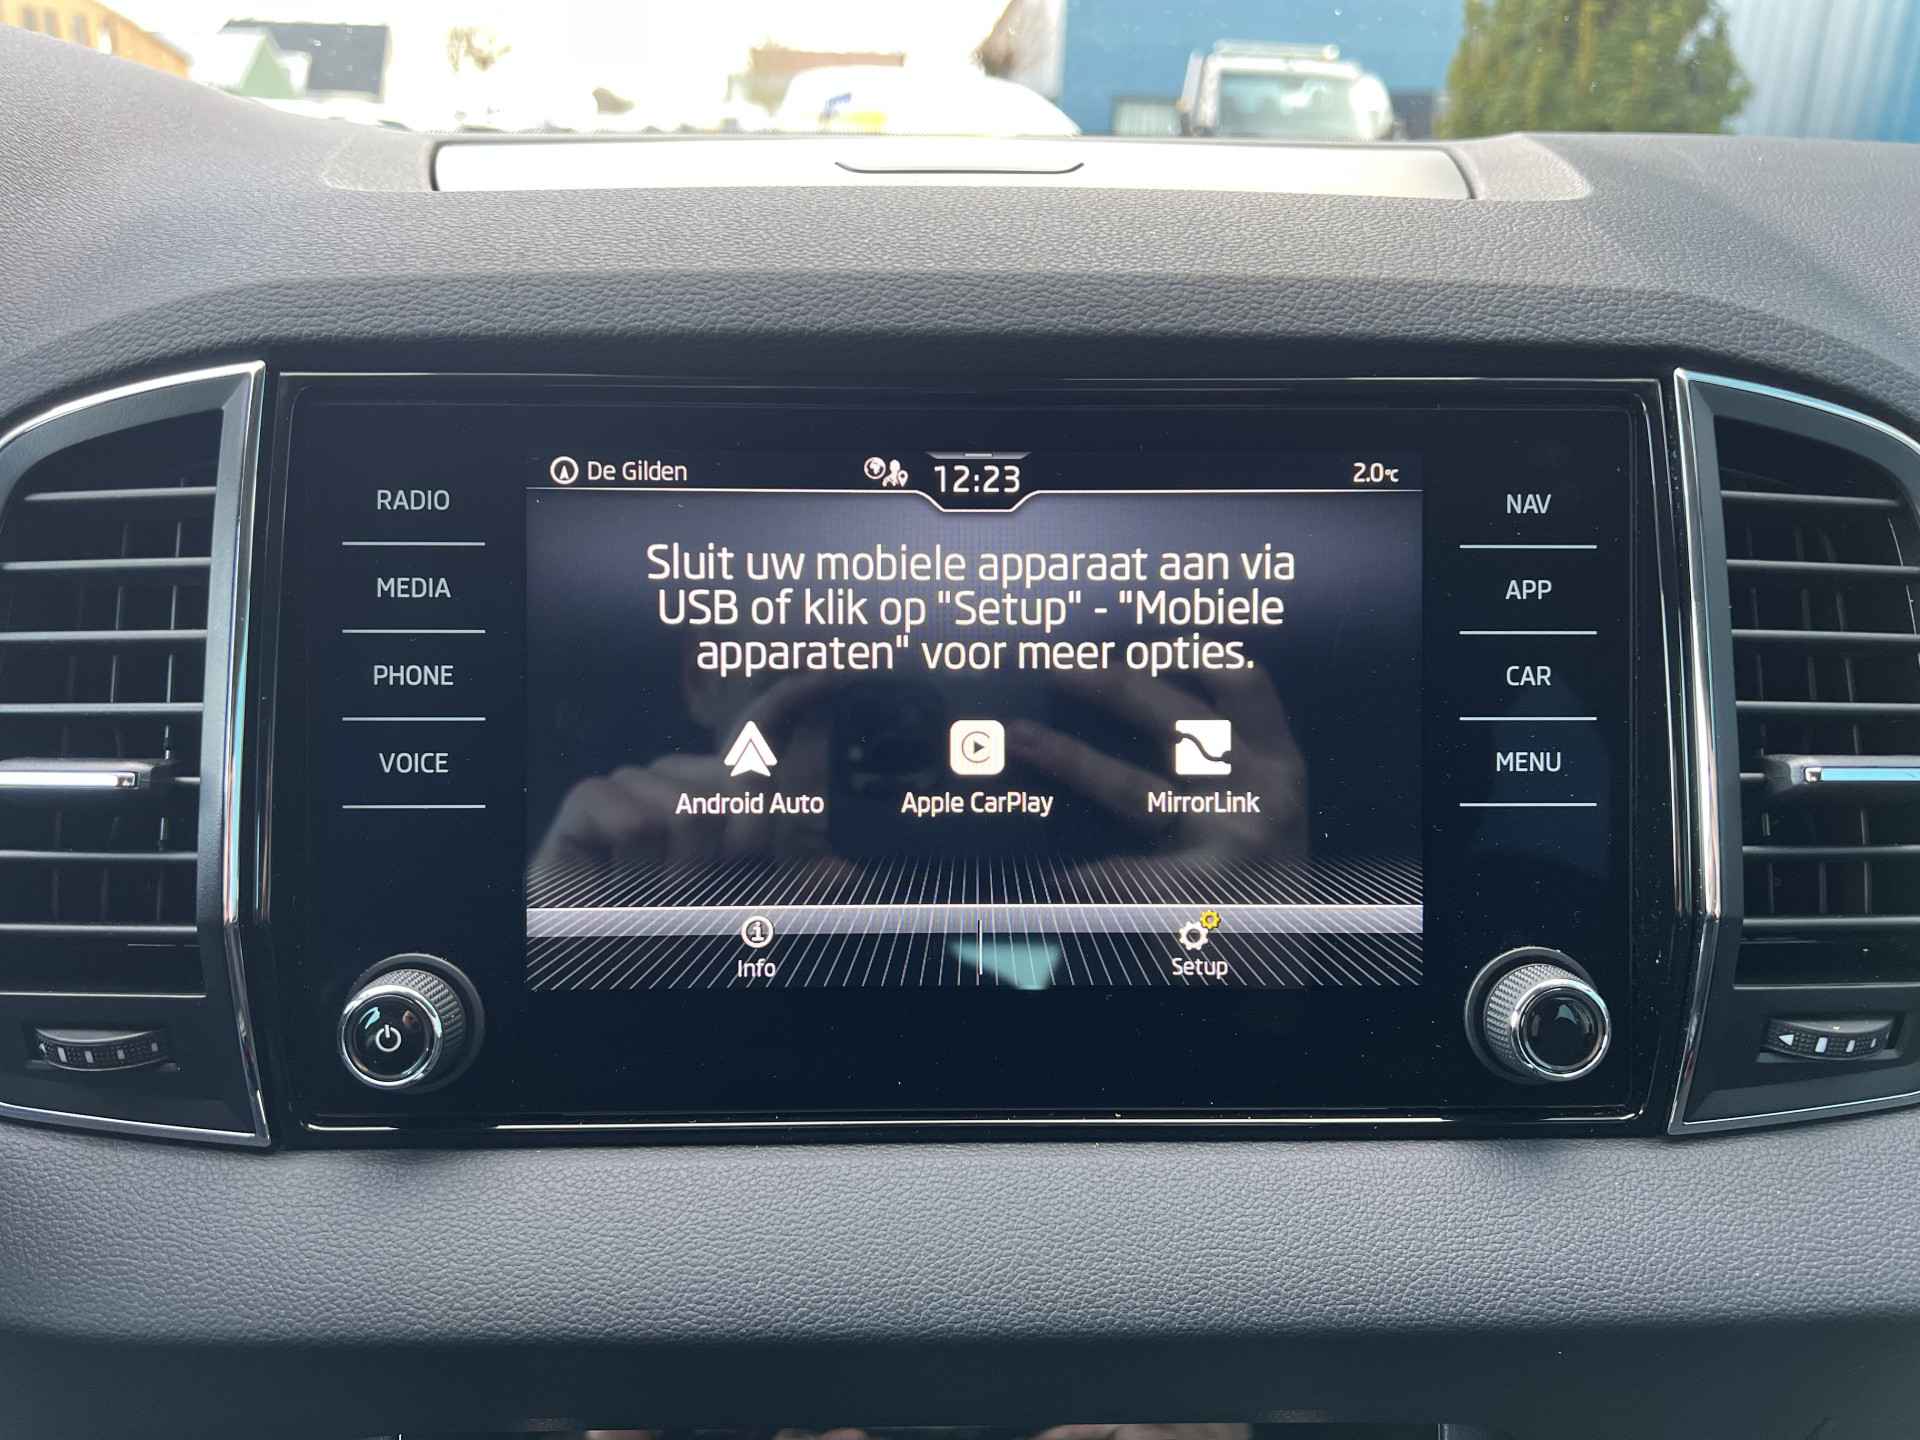 De Gilden
12:23
2.0°C
RADIO
MEDIA
PHONE
VOICE
Sluit uw mobiele apparaat aan via
USB of klik op "Setup" - "Mobiele
apparaten" voor meer opties.
Android Auto
Apple CarPlay
MirrorLink
Info
Setup
NAV
APP
CAR
MENU